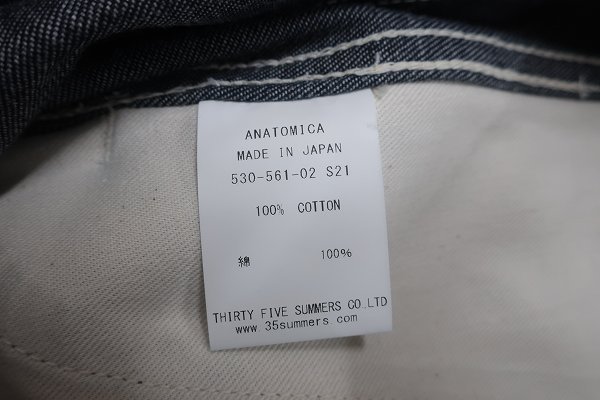 ANATOMICA
MADE IN JAPAN
530-561-02 S21
100% COTTON
綿 100%
THIRTY FIVE SUMMERS CO.,LTD
www.35summers.com